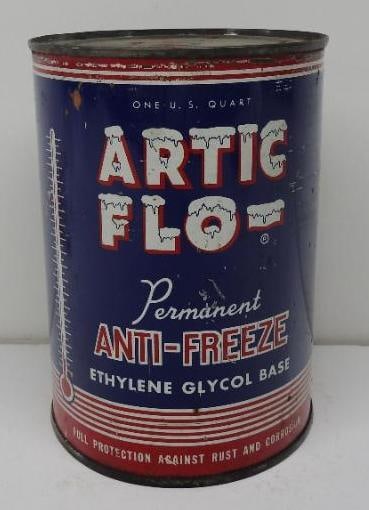 ONE U.S. QUART
ARTIC
FLO-
®
Permanent
ANTI-FREEZE
ETHYLENE GLYCOL BASE
FULL PROTECTION AGAINST RUST AND CORROSION